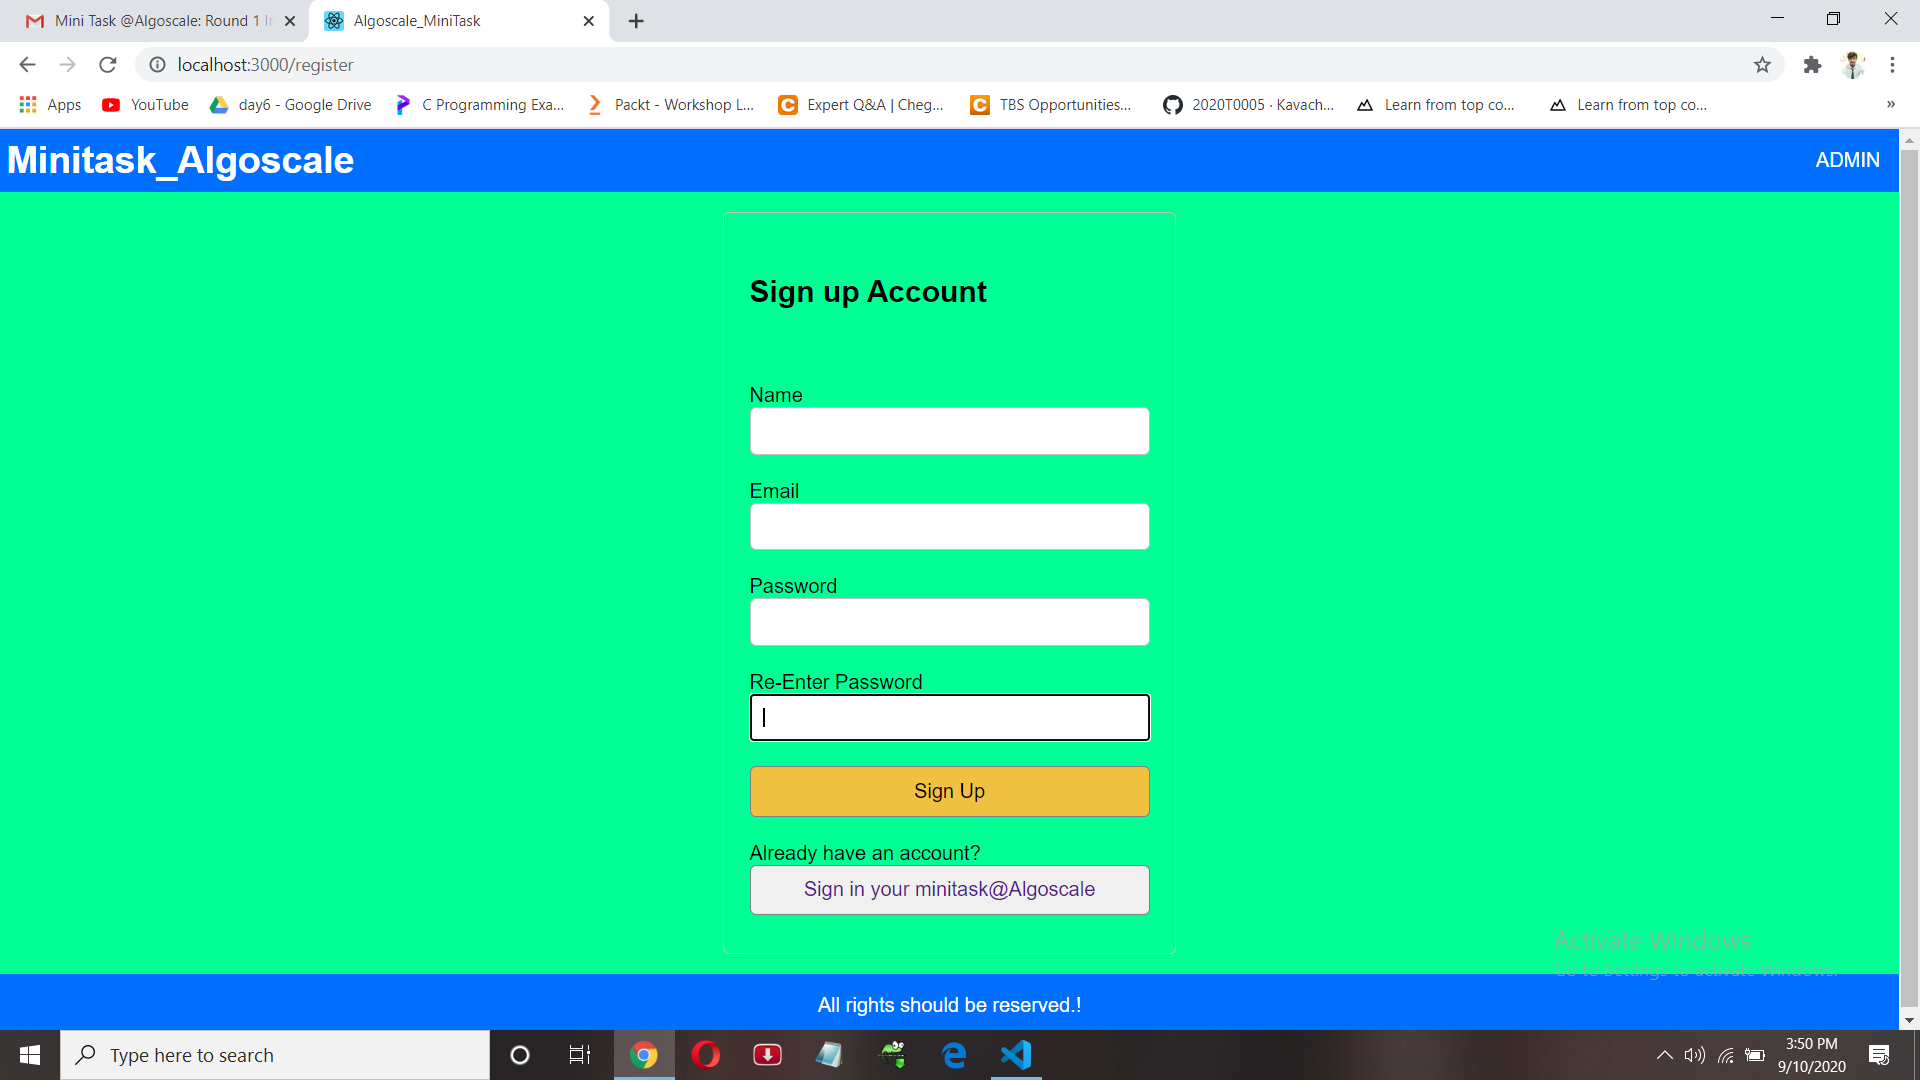 Mini Task @Algoscale: Round 1 In
Algoscale_MiniTask
localhost:3000/register
Apps
YouTube
day6 - Google Drive
C Programming Exa...
Packt - Workshop L...
Expert Q&A | Cheg...
TBS Opportunities...
2020T0005 · Kavach...
Learn from top co...
Learn from top co...
»
Minitask_Algoscale
ADMIN
Sign up Account
Name
Email
Password
Re-Enter Password
Sign Up
Already have an account?
Sign in your minitask@Algoscale
Activate Windows
Go to Settings to activate Windows.
All rights should be reserved.!
Type here to search
3:50 PM
9/10/2020